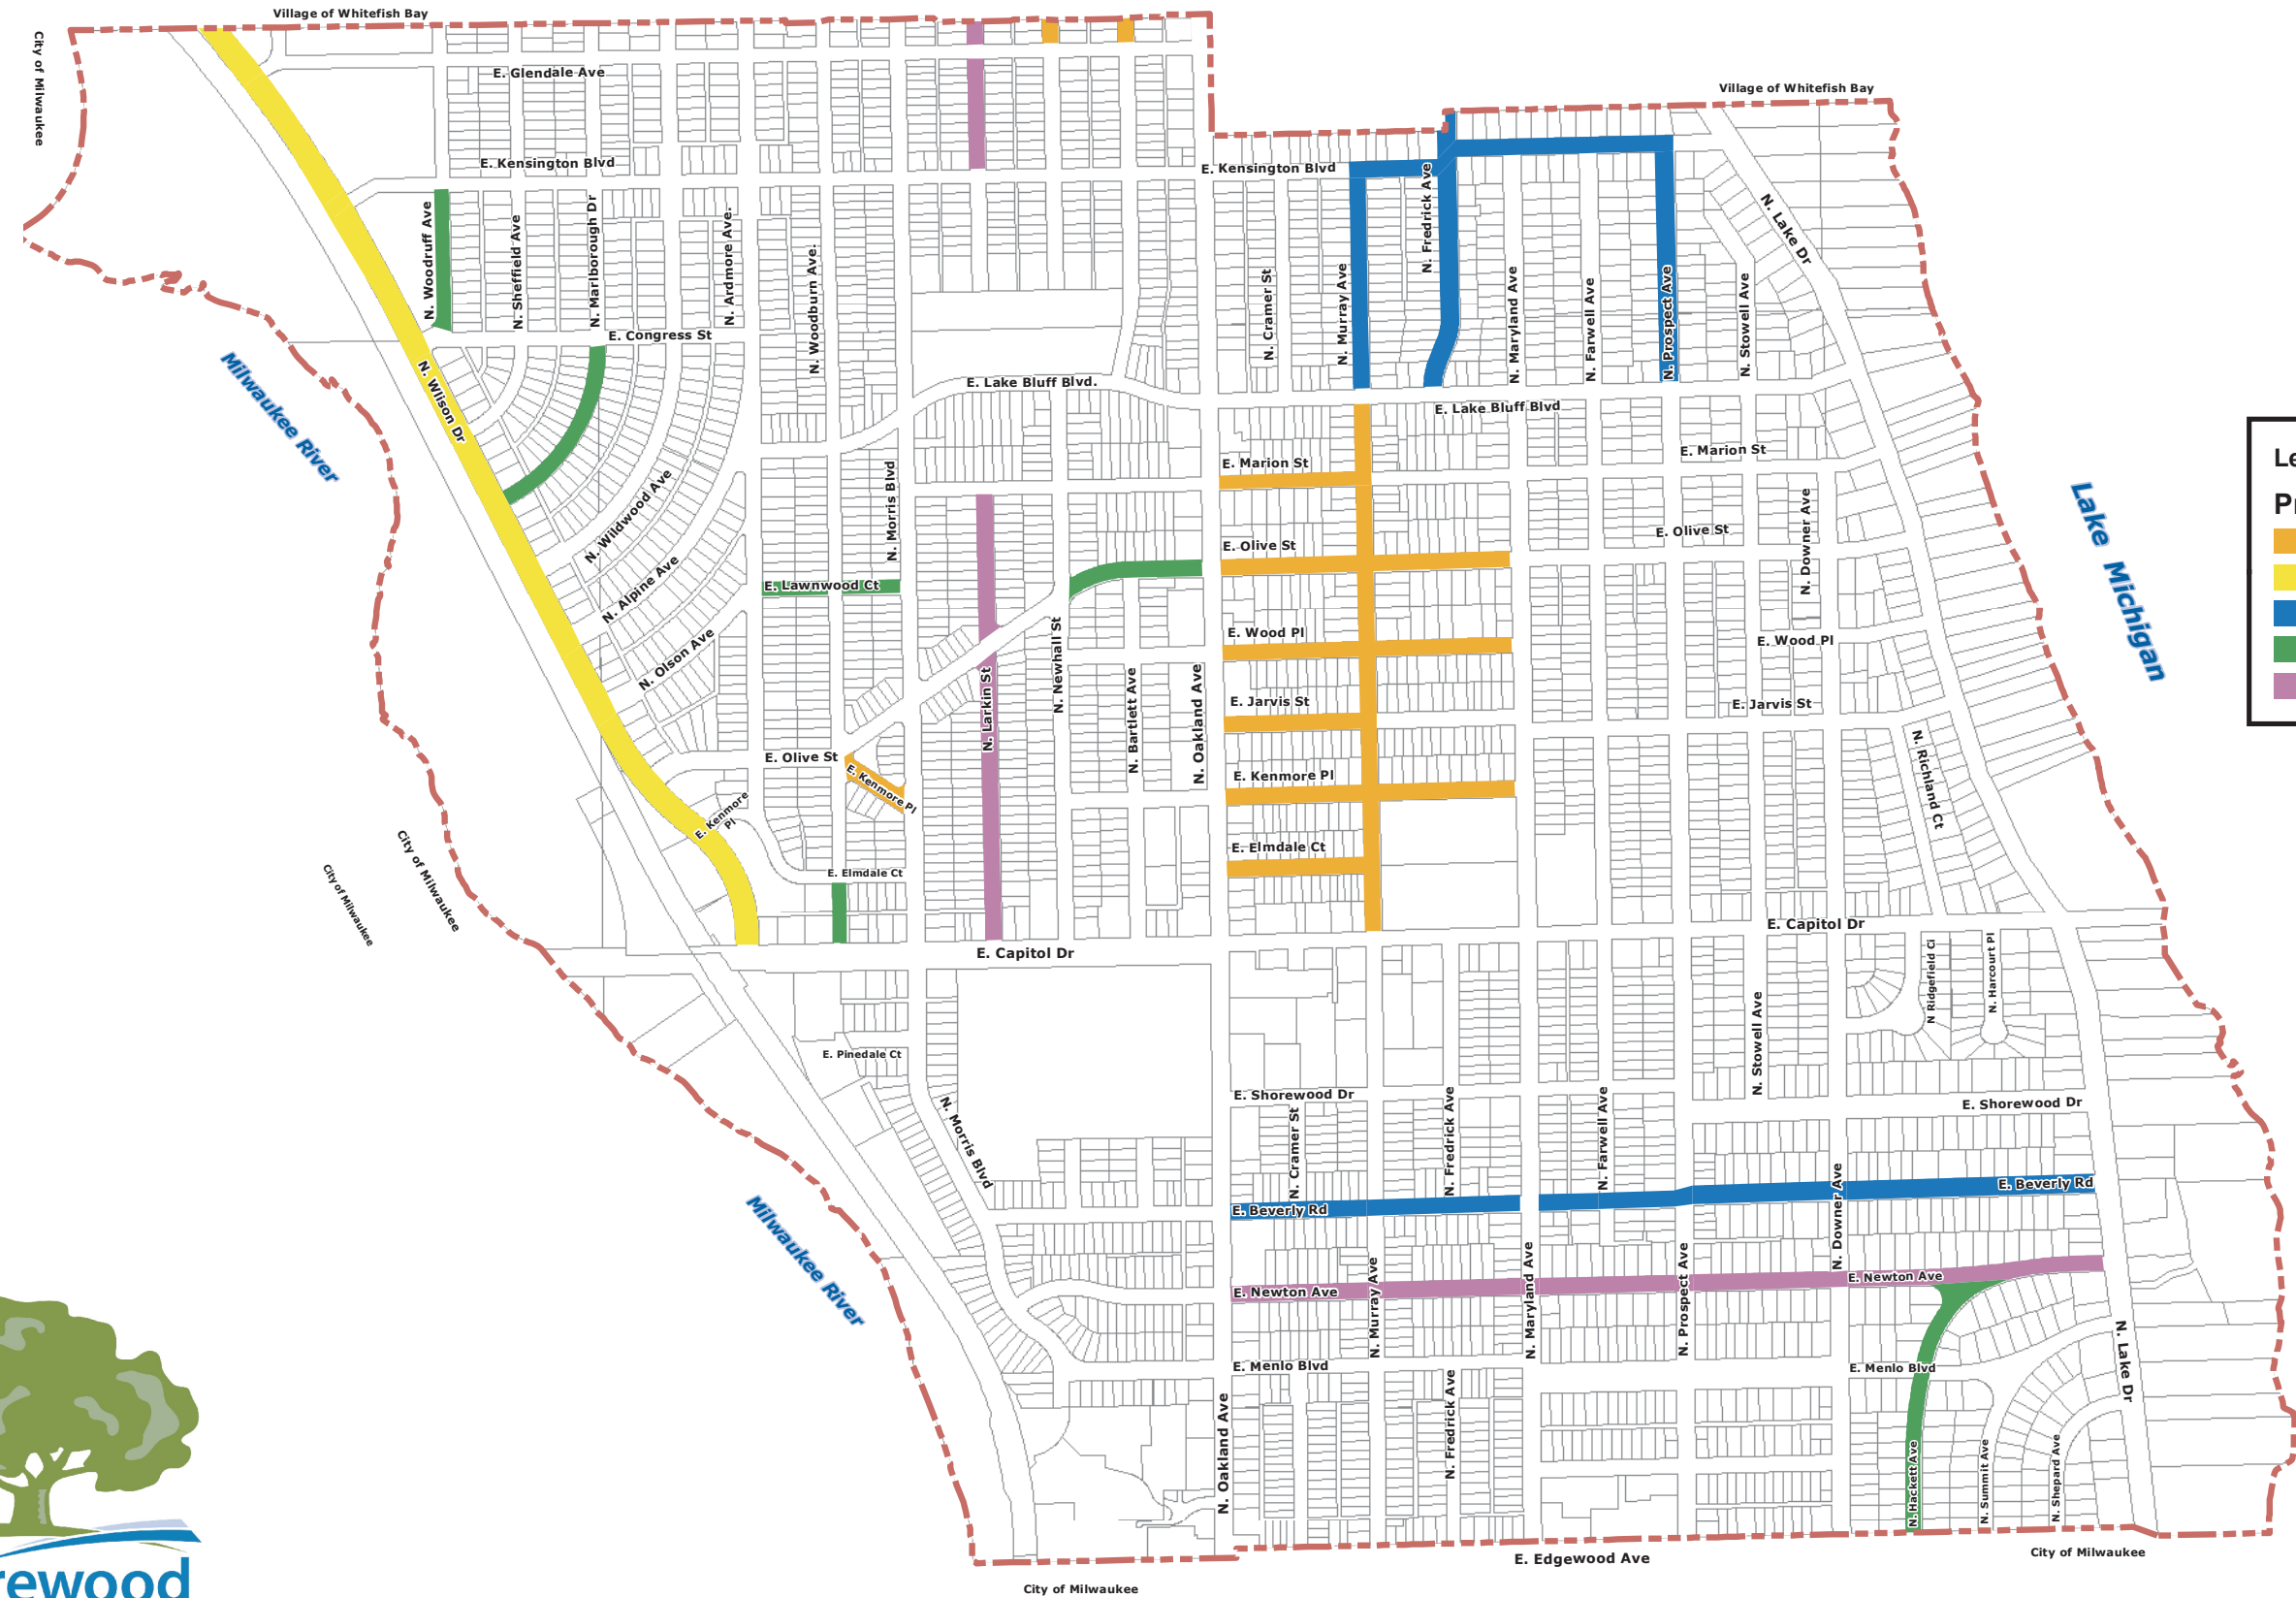 Village of Whitefish Bay
City of Milwaukee
E. Glendale Ave
Village of Whitefish Bay
E. Kensington Blvd
E. Kensington Blvd
N. Woodruff Ave
N. Sheffield Ave
N. Marlborough Dr
N. Ardmore Ave.
N. Woodburn Ave.
N. Cramer St
N. Murray Ave
N. Fredrick Ave
N. Maryland Ave
N. Farwell Ave
N. Prospect Ave
N. Stowell Ave
N. Lake Dr
E. Congress St
Milwaukee River
N. Wlison Dr
E. Lake Bluff Blvd.
E. Lake Bluff Blvd
E. Marion St
E. Marion St
N. Wildwood Ave
N. Morris Blvd
E. Olive St
E. Olive St
N. Downer Ave
Lake Michigan
Le
P
N. Alpine Ave
E. Lawnwood Ct
N. Olson Ave
N. Larkin St
N. Newhall St
N. Bartlett Ave
N. Oakland Ave
E. Wood Pl
E. Wood Pl
E. Jarvis St
E. Jarvis St
E. Olive St
E. Kenmore Pl
E. Kenmore Pl
E. Kenmore
Pl
N. Richland Ct
E. Elmdale Ct
E. Elmdale Ct
City of Milwaukee
City of Milwaukee
E. Capitol Dr
E. Capitol Dr
N Ridgefield Ci
N. Harcourt Pl
N. Stowell Ave
E. Pinedale Ct
N. Morris Blvd
E. Shorewood Dr
E. Shorewood Dr
N. Cramer St
N. Fredrick Ave
N. Farwell Ave
N. Downer Ave
E. Beverly Rd
E. Beverly Rd
Milwaukee River
E. Newton Ave
E. Newton Ave
N. Murray Ave
N. Maryland Ave
N. Prospect Ave
E. Menlo Blvd
E. Menlo Blvd
N. Lake Dr
N. Oakland Ave
N. Fredrick Ave
N. Hackett Ave
N. Summit Ave
N. Shepard Ave
E. Edgewood Ave
City of Milwaukee
City of Milwaukee
rewood